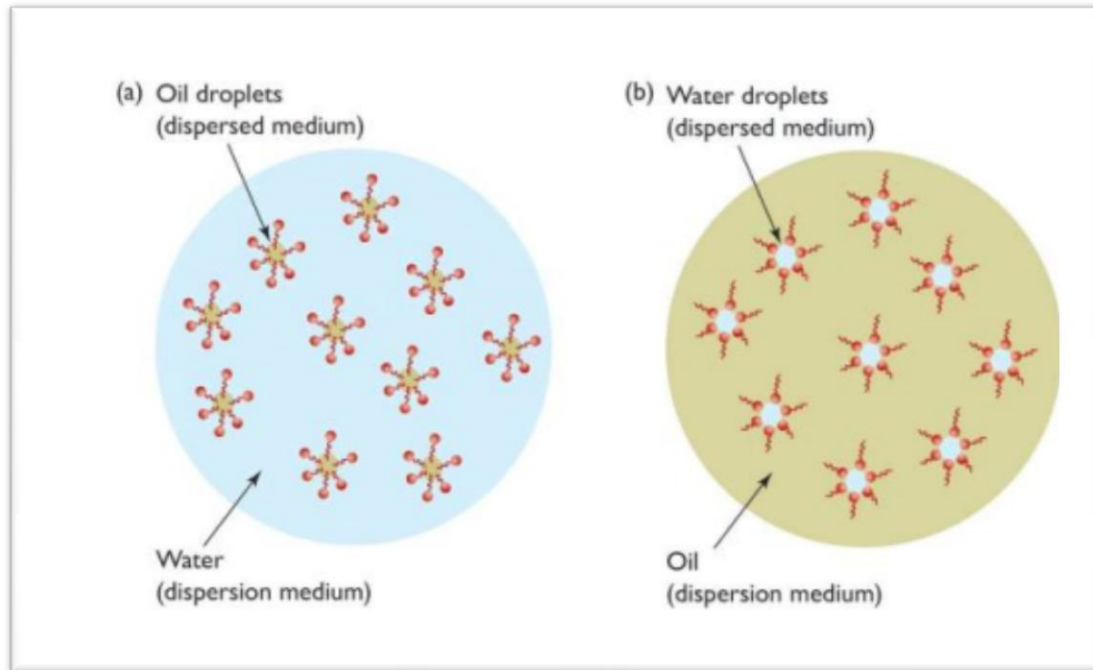 (a) Oil droplets
(dispersed medium)
Water
(dispersion medium)
(b) Water droplets
(dispersed medium)
Oil
(dispersion medium)